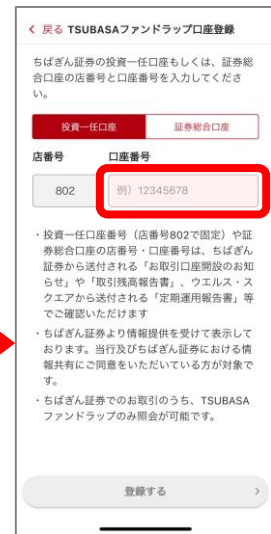 戻る TSUBASAファンドラップ口座登録
ちばぎん証券の投資一任口座もしくは、証券総
合口座の店番号と口座番号を入力してくださ
い。
投資一任口座 証券総合口座
店番号 口座番号
802 例）12345678
・投資一任口座番号（店番号802で固定）や証
券総合口座の店番号・口座番号は、ちばぎん
証券から送付される「お取引口座開設のお知
らせ」や「取引残高報告書」、ウエルス・ス
クエアから送付される「定期運用報告書」等
でご確認いただけます
・ちばぎん証券より情報提供を受けて表示して
おります。当行及びちばぎん証券における情
報共有にご同意をいただいている方が対象で
す。
・ちばぎん証券でのお取引のうち、TSUBASA
ファンドラップのみ照会が可能です。
登録する